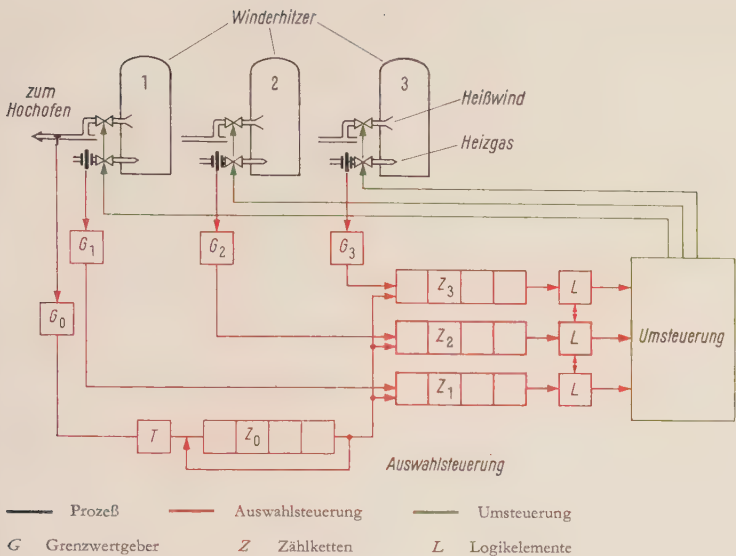 Winderhitzer
zum
Hochofen
1
2
3
Heißwind
Heizgas
G1
G2
G3
G0
Z3
L
Z2
L
Umsteuerung
Z1
L
T
Z0
Auswahlsteuerung
Prozeß Auswahlsteuerung Umsteuerung
G Grenzwertgeber Z Zählketten L Logikelemente